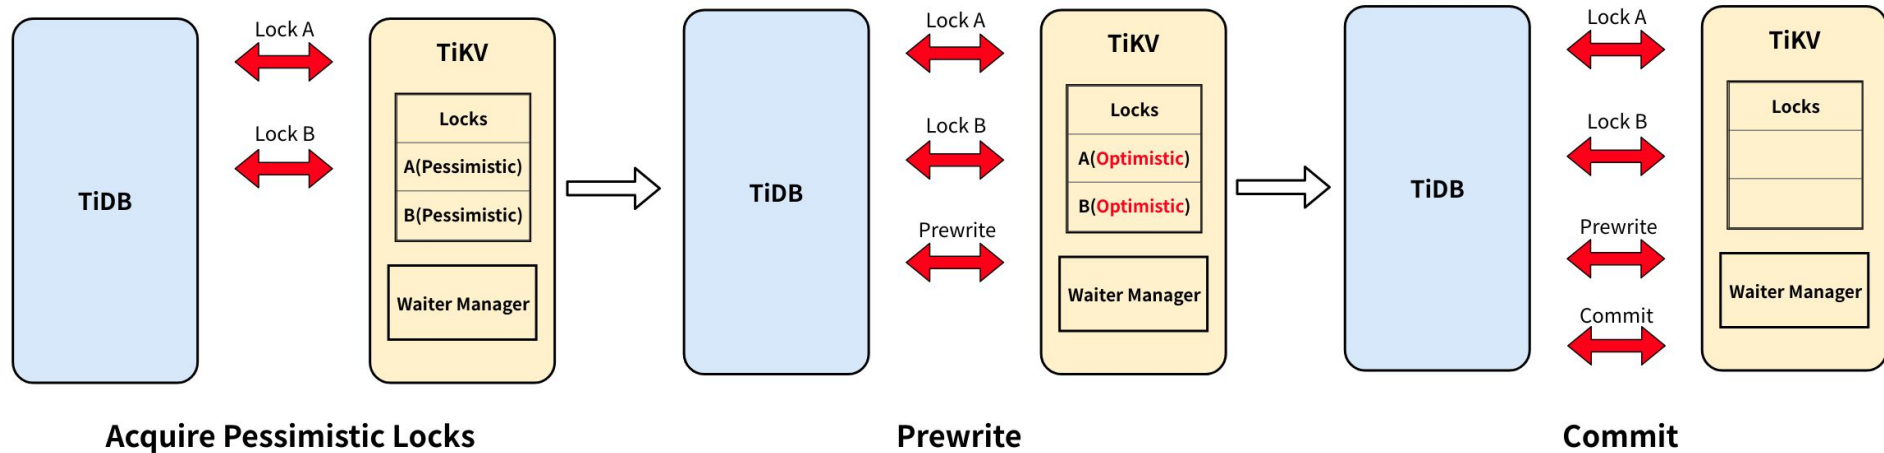 TiDB
Lock A
Lock B
TiKV
Locks
A(Pessimistic)
B(Pessimistic)
Waiter Manager
Acquire Pessimistic Locks
TiDB
Lock A
Lock B
Prewrite
TiKV
Locks
A(Optimistic)
B(Optimistic)
Waiter Manager
Prewrite
TiDB
Lock A
Lock B
Prewrite
Commit
TiKV
Locks
Waiter Manager
Commit